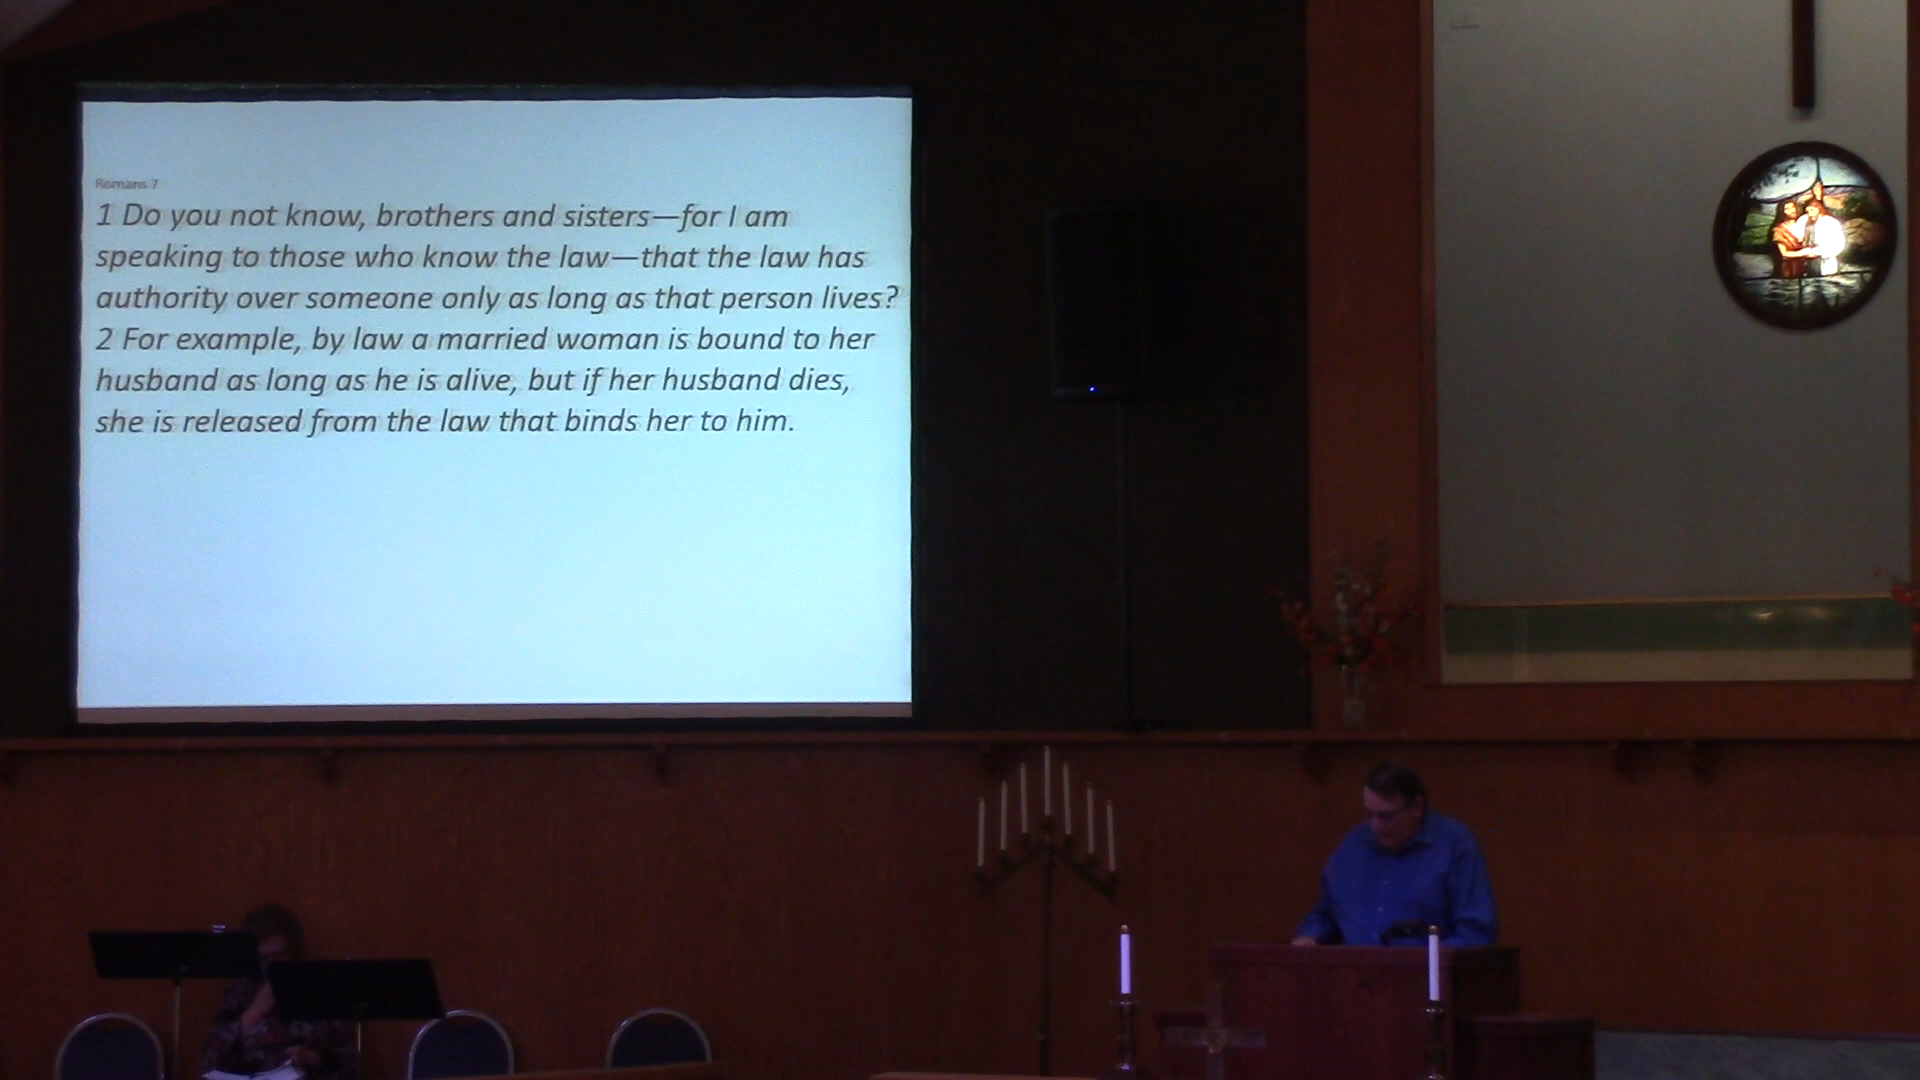 Romans 7
1 Do you not know, brothers and sisters—for I am
speaking to those who know the law—that the law has
authority over someone only as long as that person lives?
2 For example, by law a married woman is bound to her
husband as long as he is alive, but if her husband dies,
she is released from the law that binds her to him.